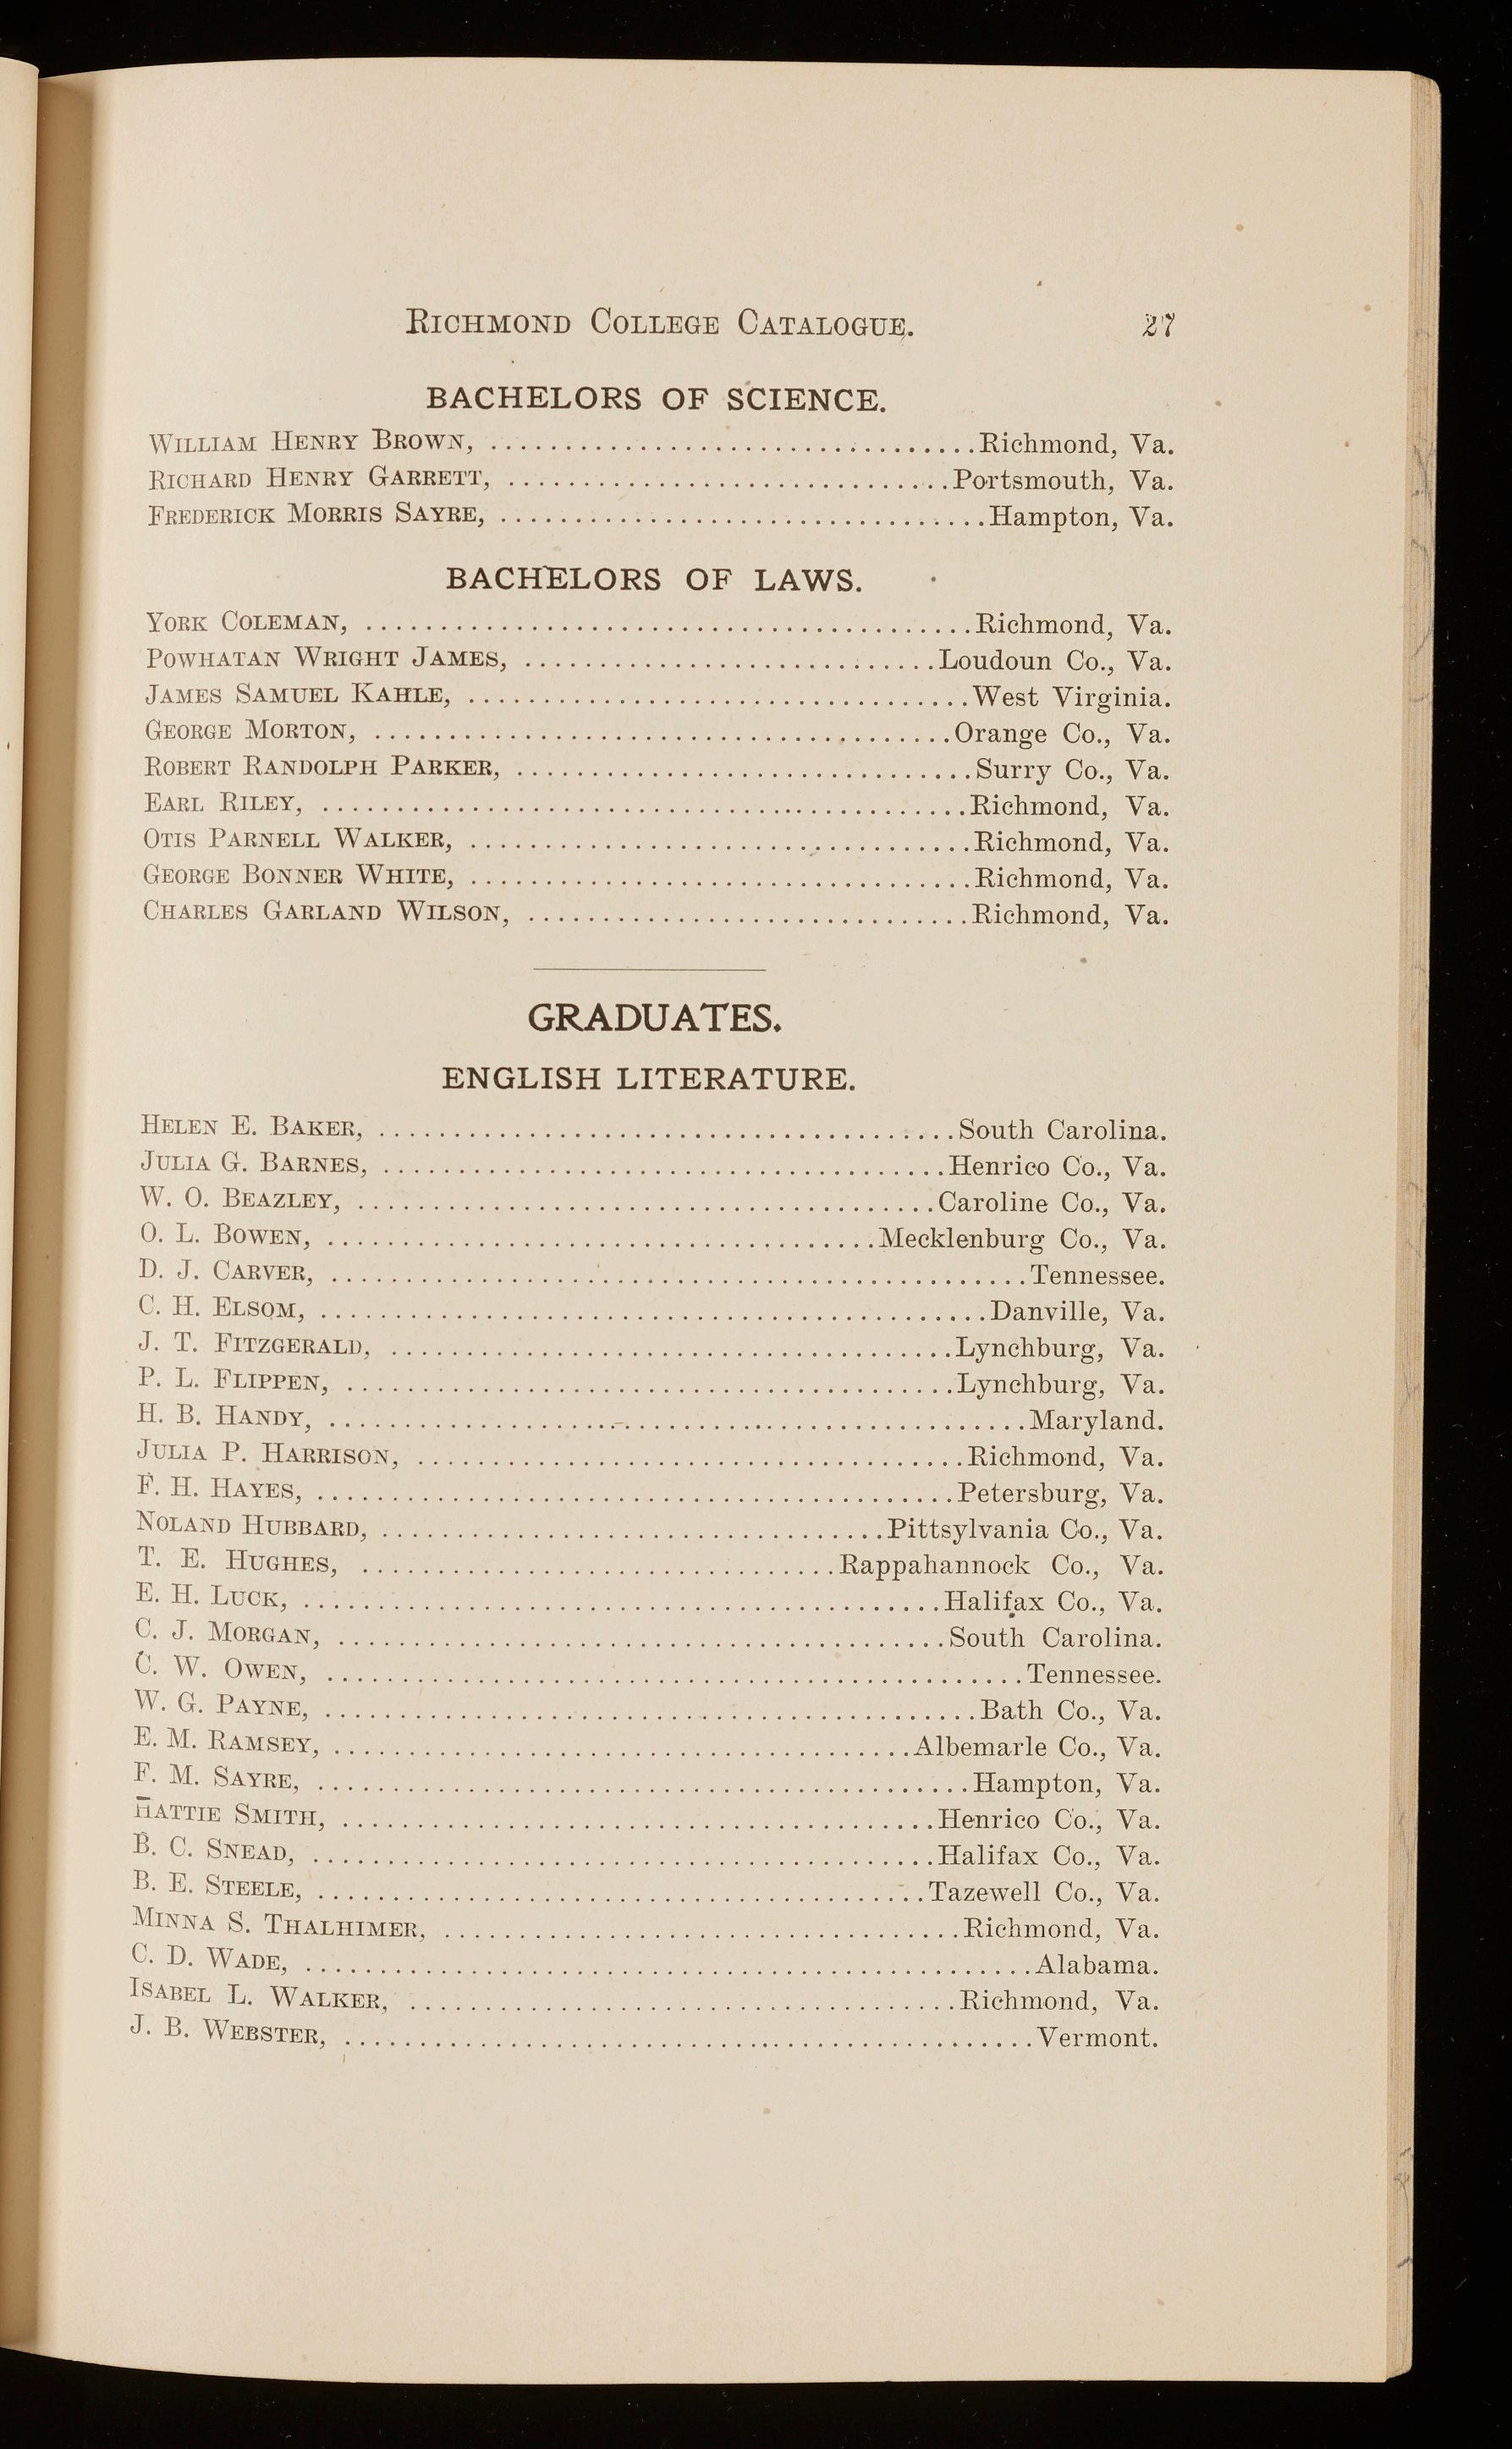 RICHMOND COLLEGE CATALOGUE. 27
BACHELORS OF SCIENCE.
WILLIAM HENRY BROWN, ................................. Richmond, Va.
RICHARD HENRY GARRETT, .............................. Portsmouth, Va.
FREDERICK MORRIS SAYRE, ................................. Hampton, Va.
BACHELORS OF LAWS.
YORK COLEMAN, ......................................... Richmond, Va.
POWHATAN WRIGHT JAMES, ............................ Loudoun Co., Va.
JAMES SAMUEL KAHLE, .................................. West Virginia.
GEORGE MORTON, ....................................... Orange Co., Va.
ROBERT RANDOLPH PARKER, ............................... Surry Co., Va.
EARL RILEY, ............................................ Richmond, Va.
OTIS PARNELL WALKER, .................................. Richmond, Va.
GEORGE BONNER WHITE, .................................. Richmond, Va.
CHARLES GARLAND WILSON, .............................. Richmond, Va.
GRADUATES.
ENGLISH LITERATURE.
HELEN E. BAKER, ....................................... South Carolina.
JULIA G. BARNES, ...................................... Henrico Co., Va.
W. O. BEAZLEY, ....................................... Caroline Co., Va.
O. L. BOWEN, ..................................... Mecklenburg Co., Va.
D. J. CARVER, ............................................... Tennessee.
C. H. ELSOM, ............................................. Danville, Va.
J. T. FITZGERALD, ...................................... Lynchburg, Va.
P. L. FLIPPEN, ......................................... Lynchburg, Va.
H. B. HANDY, ............................................... Maryland.
JULIA P. HARRISON, ..................................... Richmond, Va.
F. H. HAYES, ........................................... Petersburg, Va.
NOLAND HUBBARD, .................................. Pittsylvania Co., Va.
T. E. HUGHES, ................................ Rappahannock Co., Va.
E. H. LUCK, ........................................... Halifax Co., Va.
C. J. MORGAN, ......................................... South Carolina.
C. W. OWEN, ............................................... Tennessee.
W. G. PAYNE, ............................................ Bath Co., Va.
E. M. RAMSEY, ....................................... Albemarle Co., Va.
F. M. SAYRE, ............................................ Hampton, Va.
HATTIE SMITH, ........................................ Henrico Co., Va.
B. C. SNEAD, .......................................... Halifax Co., Va.
B. E. STEELE, ......................................... Tazewell Co., Va.
MINNA S. THALHIMER, ................................... Richmond, Va.
C. D. WADE, ................................................. Alabama.
ISABEL L. WALKER, ..................................... Richmond, Va.
J. B. WEBSTER, ............................................... Vermont.